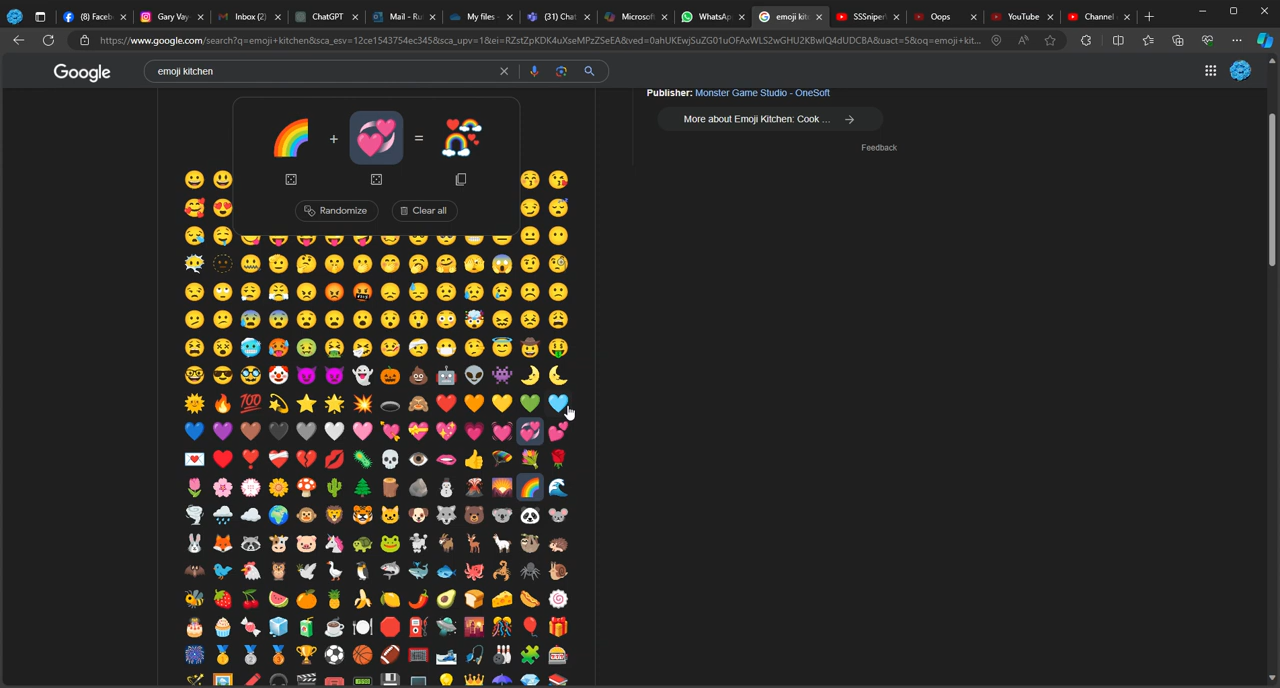 (8) Faceb
Gary Vay
Inbox (2)
ChatGPT
Mail - Ru
My files -
(31) Chat
Microsof
WhatsAp
emoji kit
SSSniper
Oops
YouTube
Channel
https://www.google.com/search?q=emoji+kitchen&sca_esv=12ce1543754ec345&sca_upv=1&ei=RZstZpKDK4uXseMPzZSeEA&ved=0ahUKEwjSuZG01uOFAxWLS2wGHU2KBwIQ4dUDCBA&uact=5&oq=emoji+kit...
Google
emoji kitchen
Publisher: Monster Game Studio - OneSoft
More about Emoji Kitchen: Cook ...
Feedback
+ =
Randomize
Clear all
100